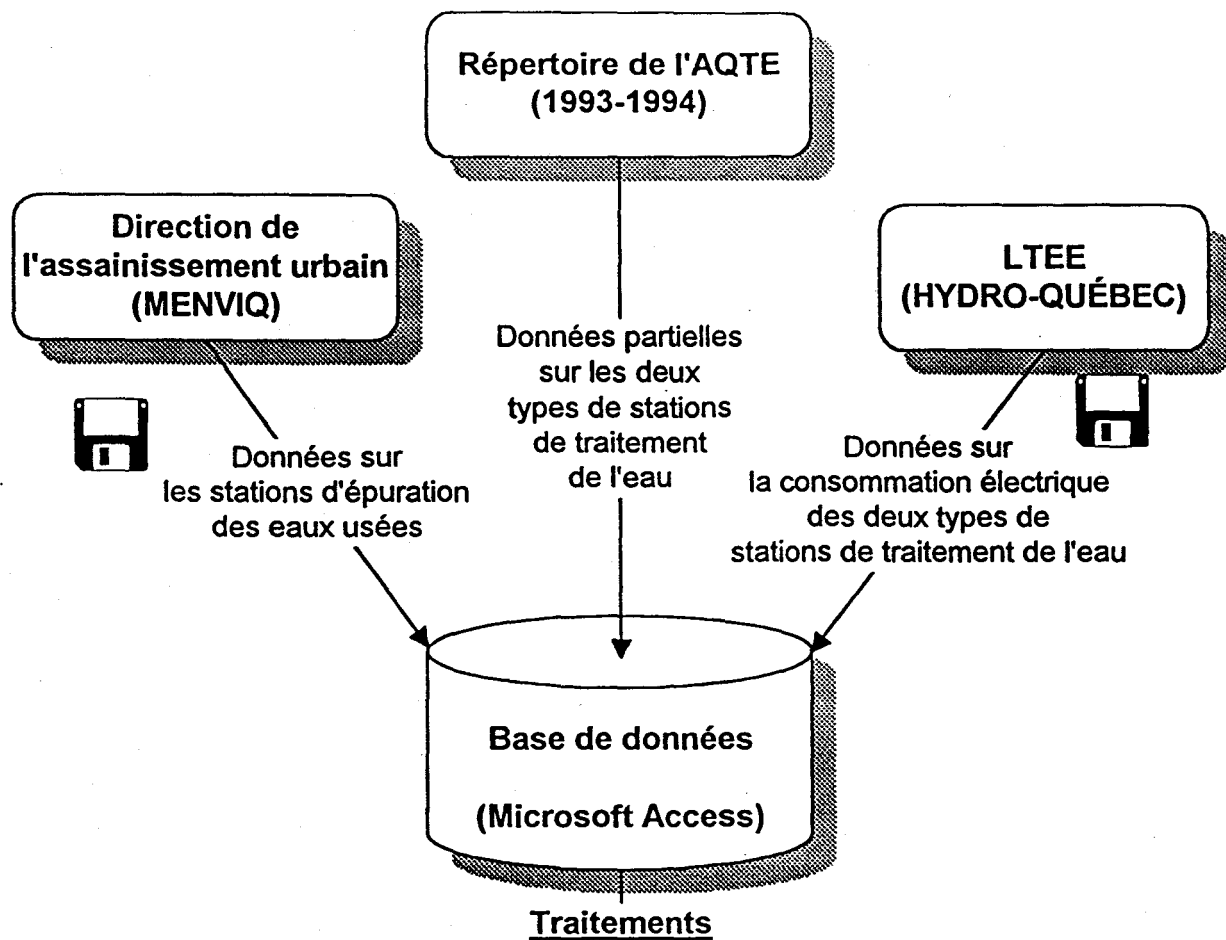 Répertoire de l'AQTE
(1993-1994)
Direction de
l'assainissement urbain
(MENVIQ)
LTEE
(HYDRO-QUÉBEC)
Données partielles
sur les deux
types de stations
de traitement
de l'eau
Données sur
les stations d'épuration
des eaux usées
Données sur
la consommation électrique
des deux types de
stations de traitement de l'eau
Base de données
(Microsoft Access)
Traitements